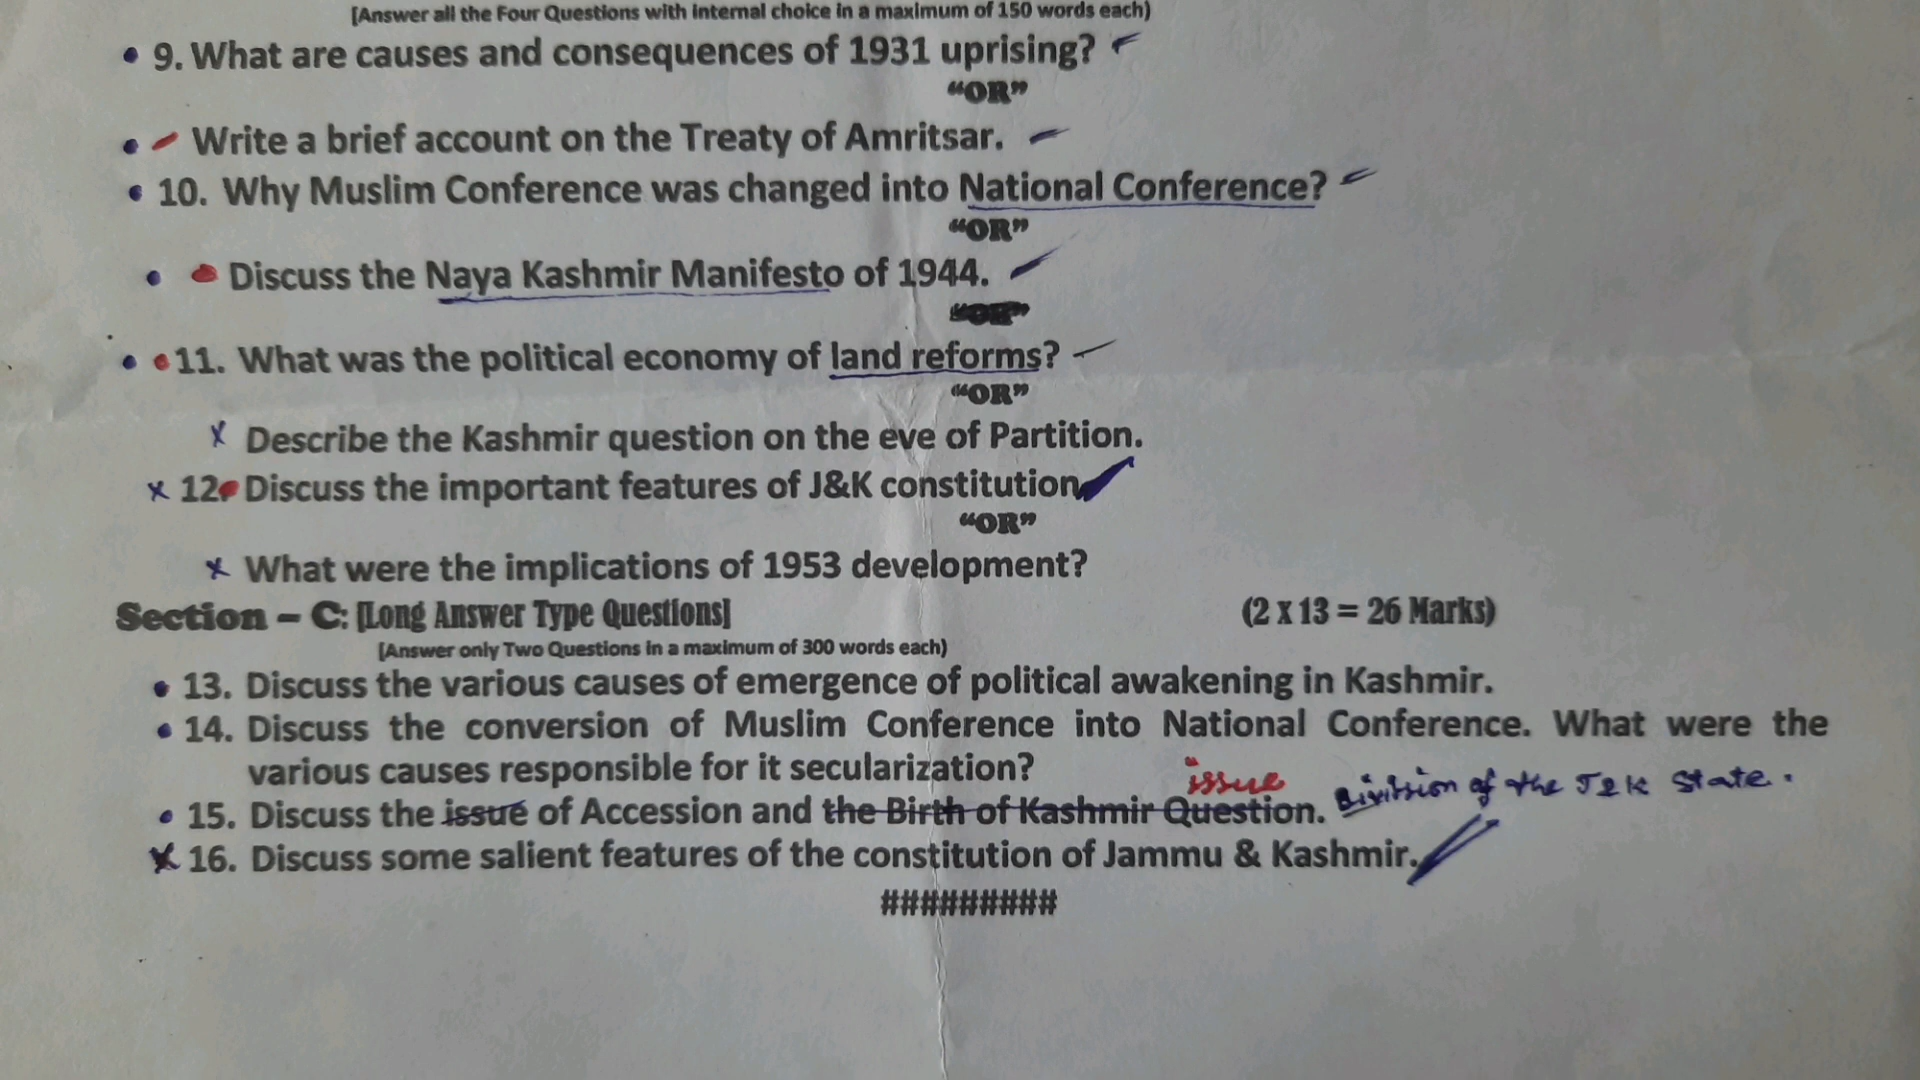 [Answer all the Four Questions with internal choice in a maximum of 150 words each)
• 9. What are causes and consequences of 1931 uprising?
"OR"
• Write a brief account on the Treaty of Amritsar.
• 10. Why Muslim Conference was changed into National Conference?
"OR"
• Discuss the Naya Kashmir Manifesto of 1944.
"OR"
• 11. What was the political economy of land reforms?
"OR"
x Describe the Kashmir question on the eve of Partition.
x 12. Discuss the important features of J&K constitution
"OR"
x What were the implications of 1953 development?
Section – C: [Long Answer Type Questions] (2 x 13 = 26 Marks)
[Answer only Two Questions in a maximum of 300 words each)
• 13. Discuss the various causes of emergence of political awakening in Kashmir.
• 14. Discuss the conversion of Muslim Conference into National Conference. What were the
various causes responsible for it secularization?
issue
• 15. Discuss the issue of Accession and the Birth of Kashmir Question. Division of the J&K State.
x 16. Discuss some salient features of the constitution of Jammu & Kashmir.
#########